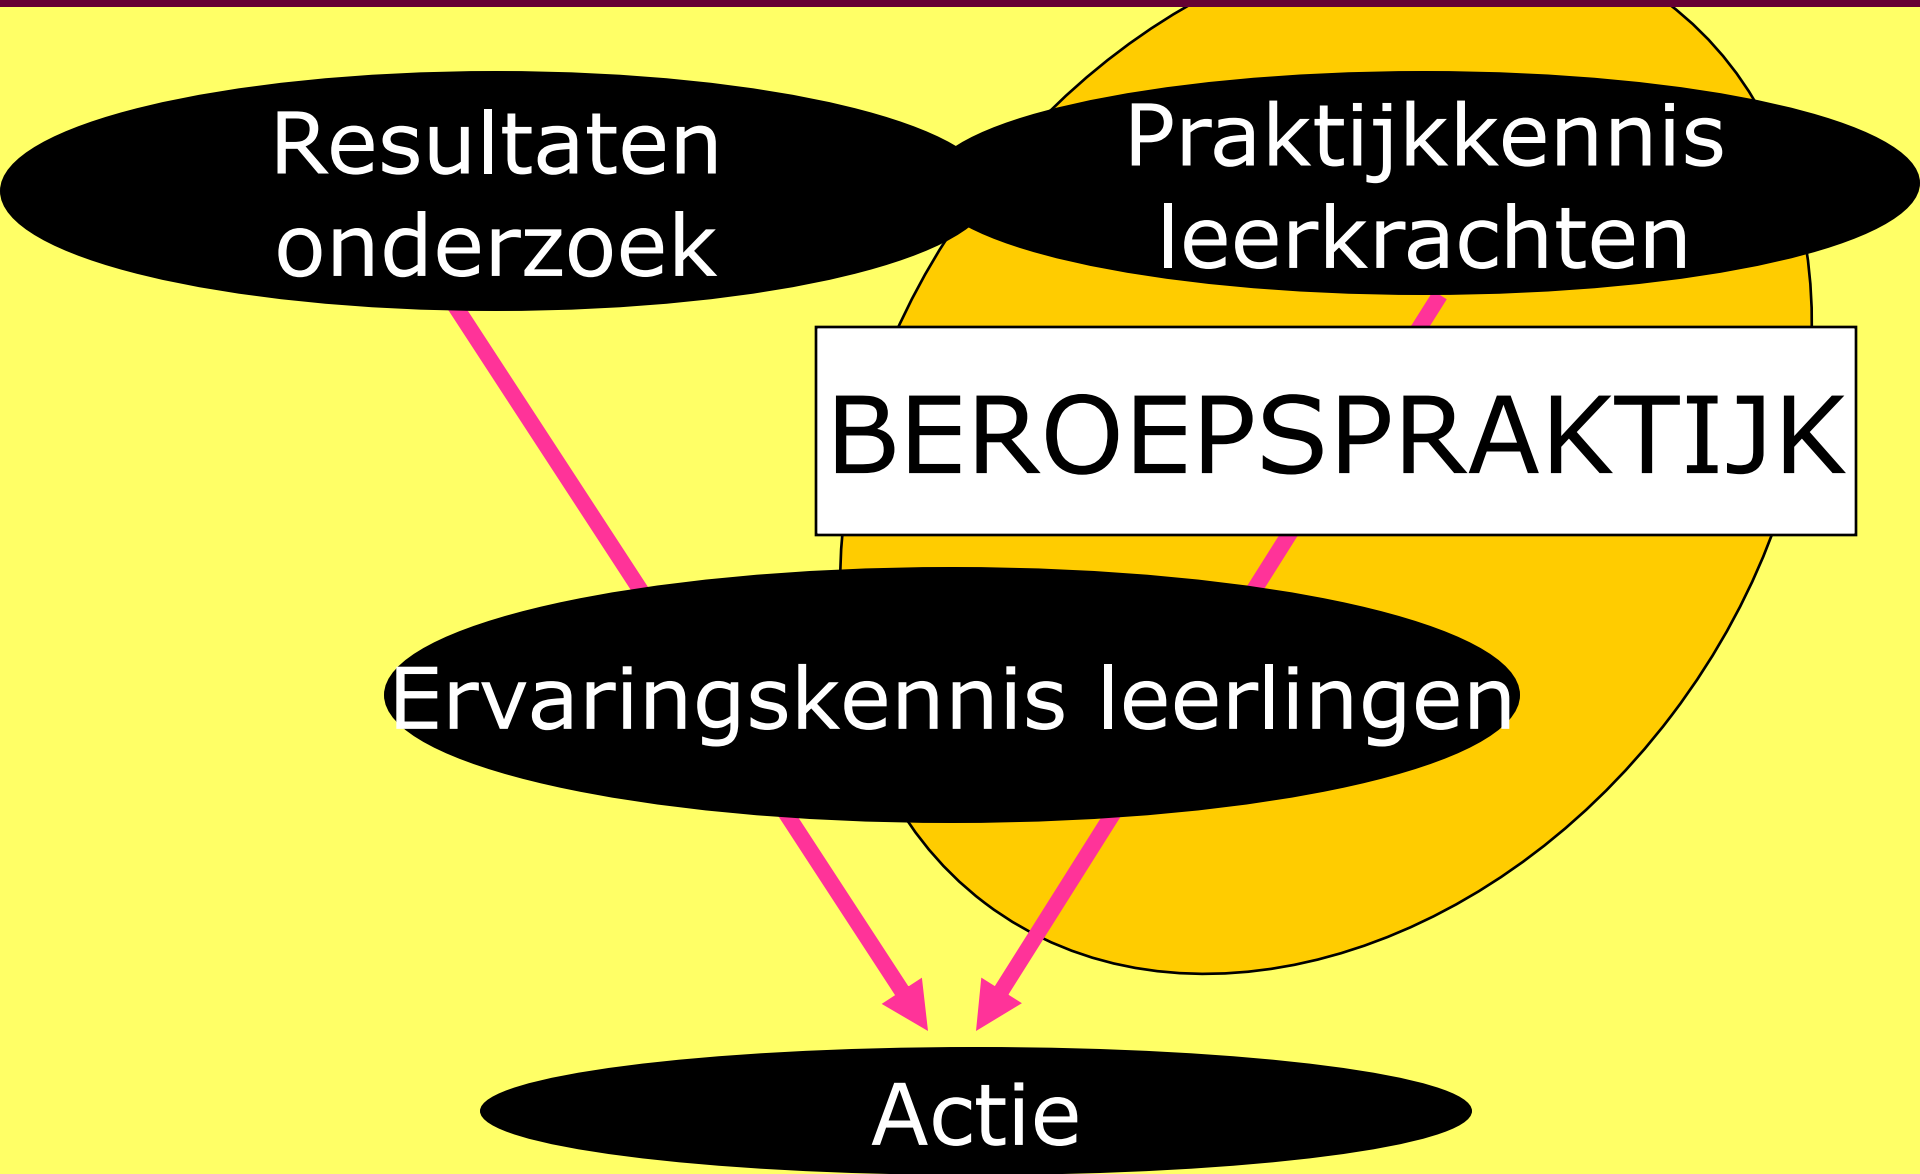 Resultaten
onderzoek
Praktijkkennis
leerkrachten
BEROEPSPRAKTIJK
Ervaringskennis leerlingen
Actie